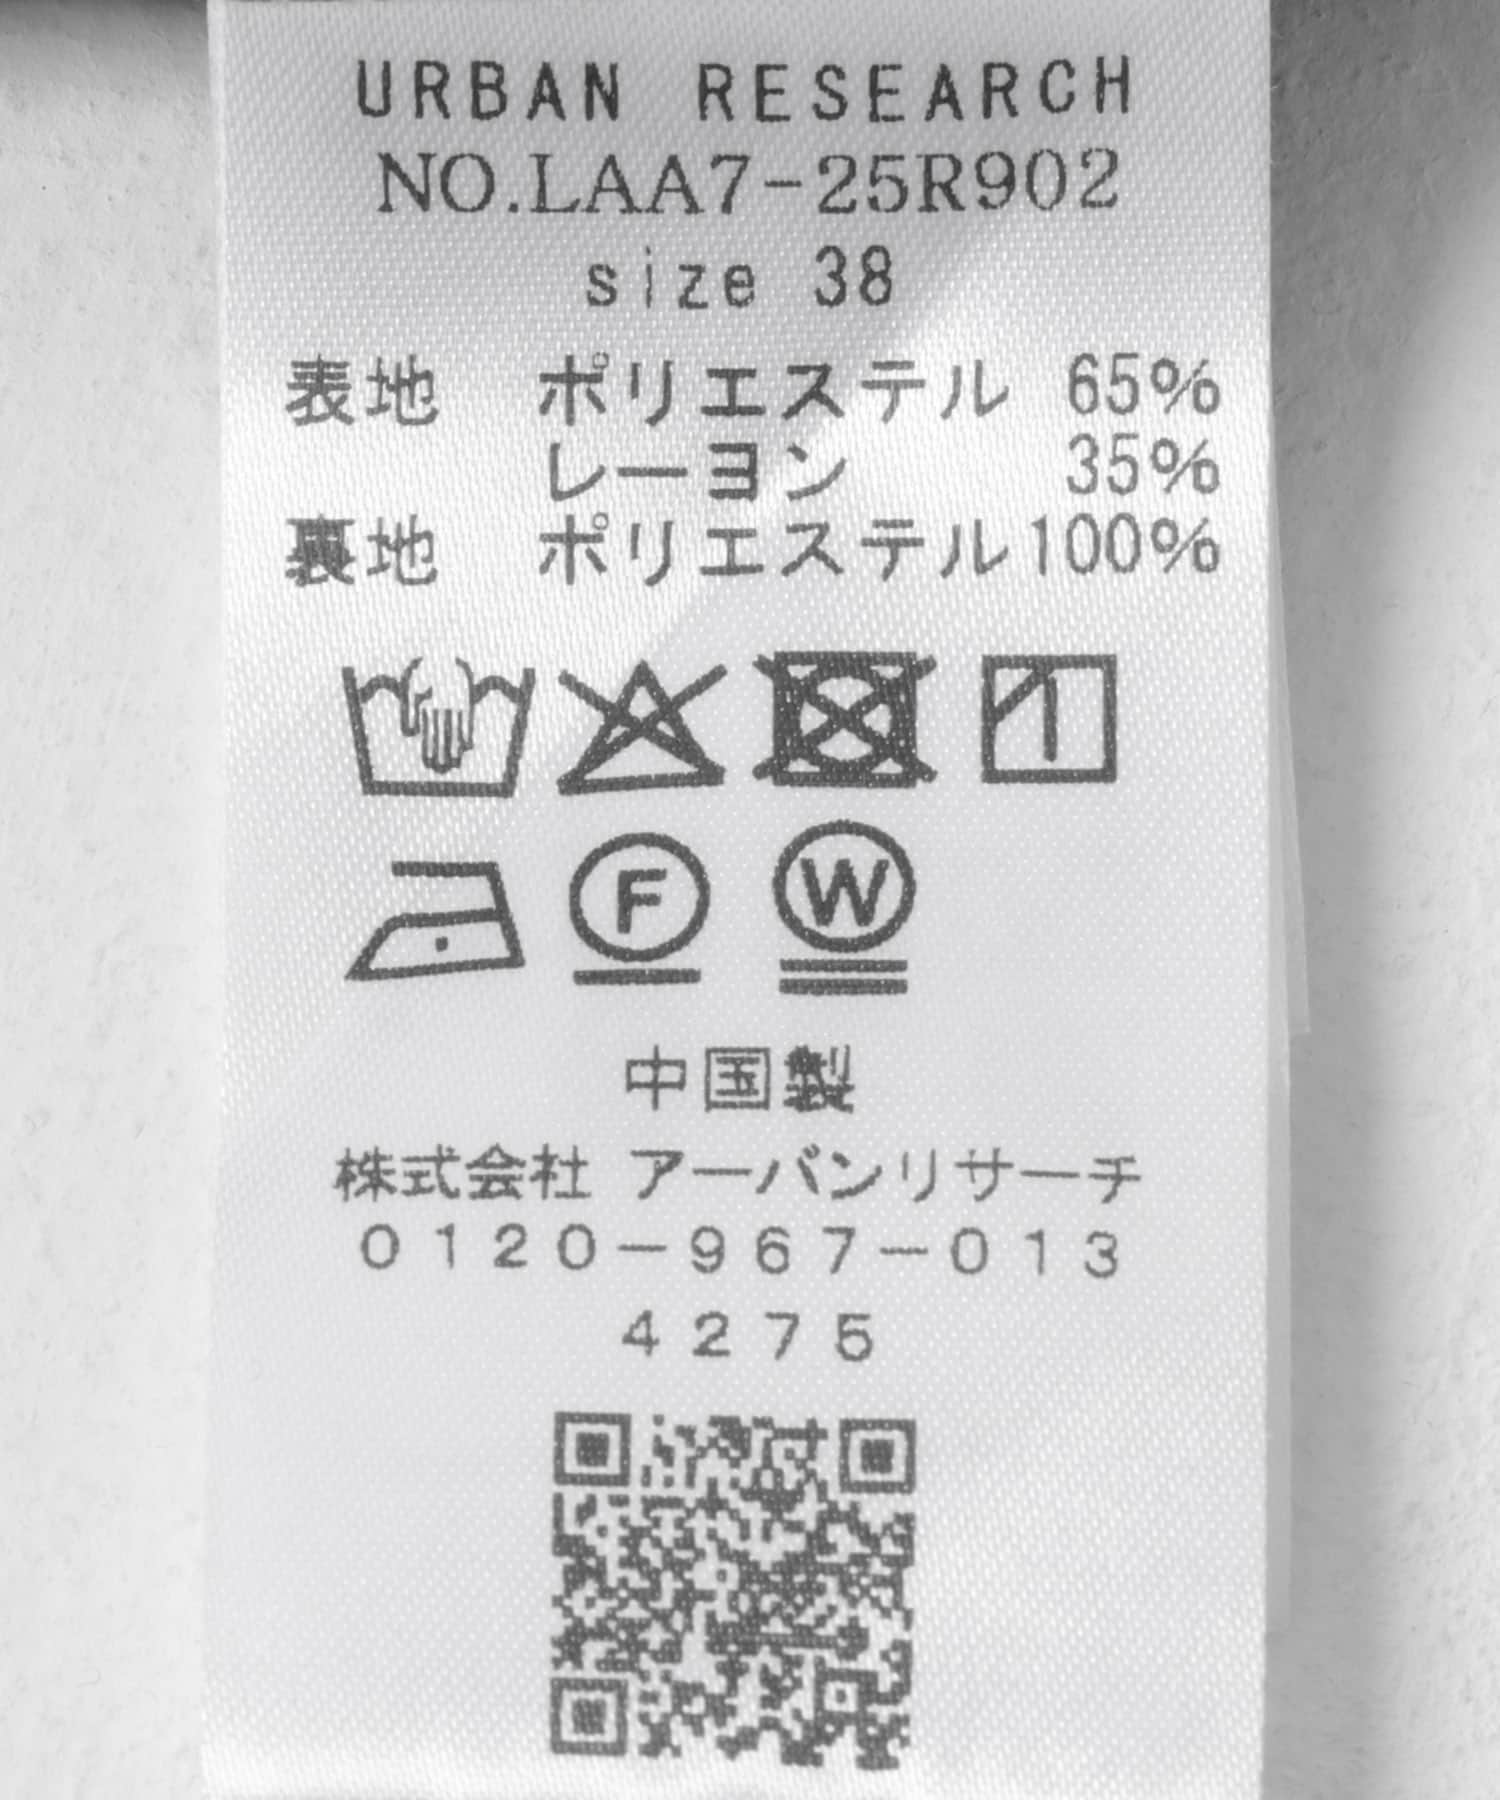 URBAN RESEARCH
NO.LAA7-25R902
size 38
表地 ポリエステル 65%
レーヨン 35%
裏地 ポリエステル100%
F
W
中国製
株式会社 アーバンリサーチ
0120-967-013
4275